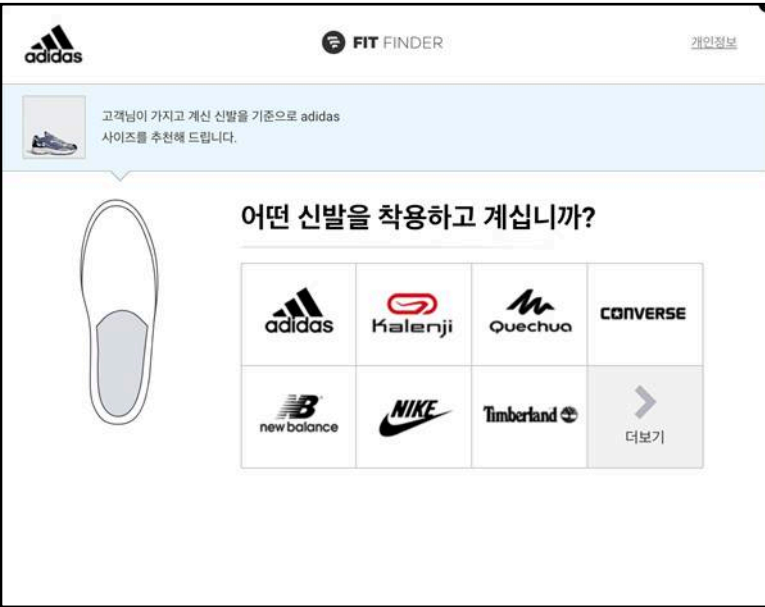 adidas
FIT FINDER
개인정보
고객님이 가지고 계신 신발을 기준으로 adidas
사이즈를 추천해 드립니다.
어떤 신발을 착용하고 계십니까?
adidas
Kalenji
Quechua
CONVERSE
new balance
NIKE
Timberland
더보기